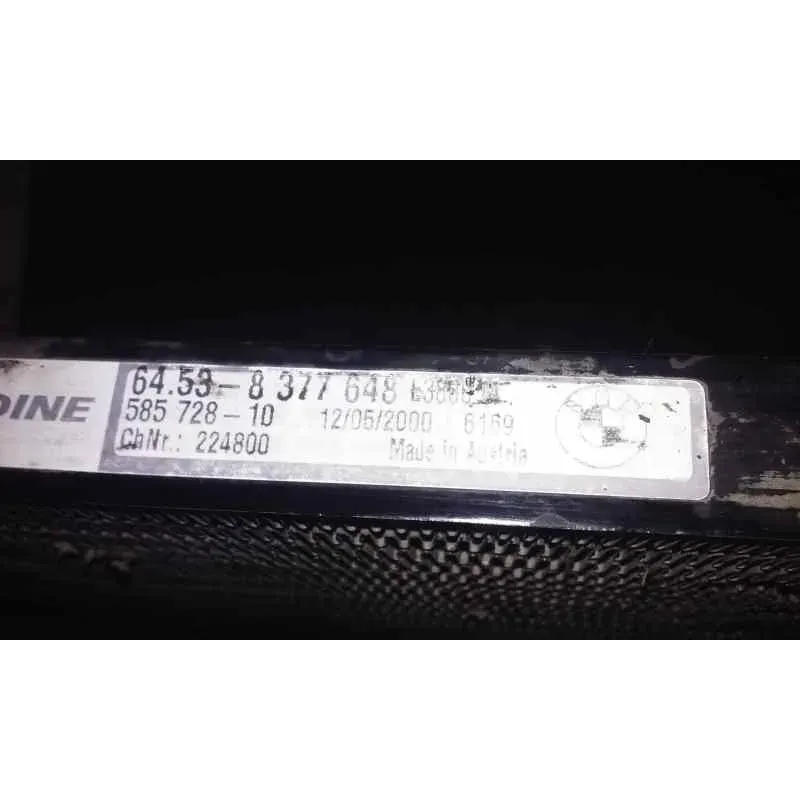 DINE
64.53-8 377 648
585 728-10 12/05/2000 6169
ChNr.: 224800 Made in Austria